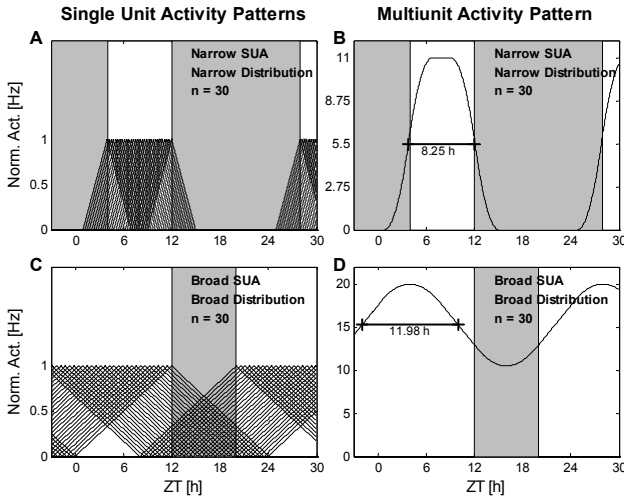 Single Unit Activity Patterns
Multiunit Activity Pattern
A
Narrow SUA
Narrow Distribution
n = 30
Norm. Act. [Hz]
1
0.5
0
0 6 12 18 24 30
B
Narrow SUA
Narrow Distribution
n = 30
11
8.75
5.5
2.75
0
8.25 h
0 6 12 18 24 30
C
Broad SUA
Broad Distribution
n = 30
Norm. Act. [Hz]
1
0.5
0
0 6 12 18 24 30
ZT [h]
D
Broad SUA
Broad Distribution
n = 30
20
15
10
5
0
11.98 h
0 6 12 18 24 30
ZT [h]